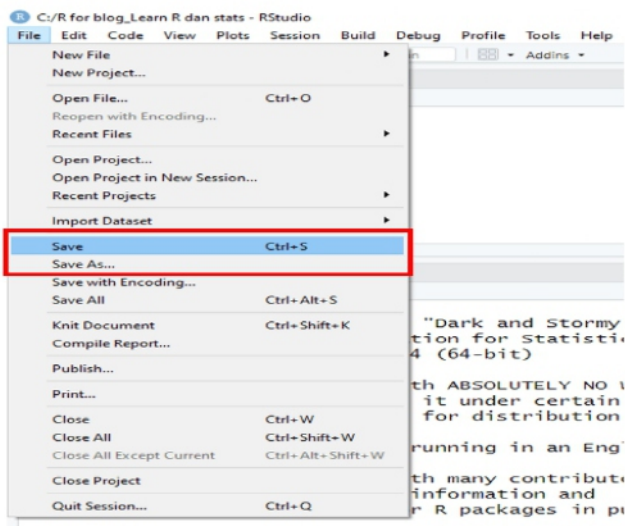 R C:/R for blog_Learn R dan stats - RStudio
File Edit Code View Plots Session Build Debug Profile Tools Help
New File
Addins
New Project...
Open File... Ctrl+O
Reopen with Encoding...
Recent Files
Open Project...
Open Project in New Session...
Recent Projects
Import Dataset
Save Ctrl+S
Save As...
Save with Encoding...
Save All Ctrl+Alt+S
Knit Document Ctrl+Shift+K
Compile Report...
Publish...
Print...
Close Ctrl+W
Close All Ctrl+Shift+W
Close All Except Current Ctrl+Alt+Shift+W
Close Project
Quit Session... Ctrl+Q
"Dark and Stormy
tion for Statisti
4 (64-bit)
th ABSOLUTELY NO
it under certain
for distribution
running in an Eng
th many contribut
information and
r R packages in pu